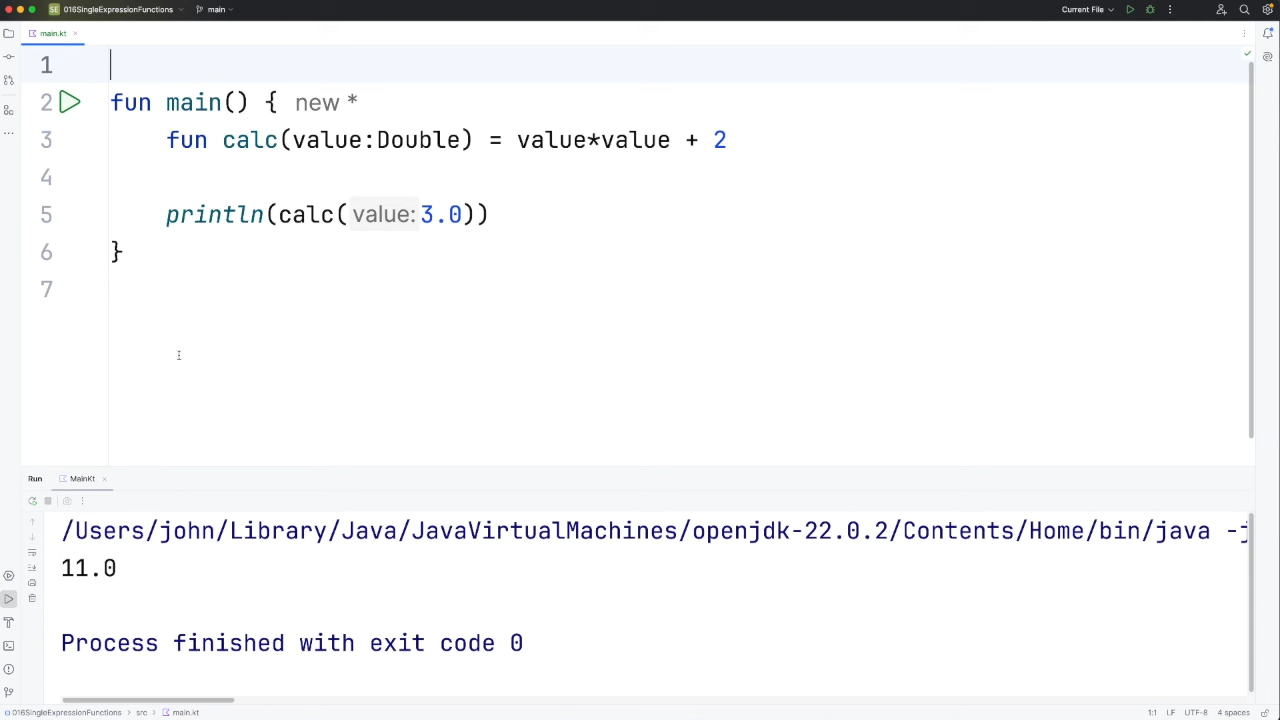 SE 016SingleExpressionFunctions main Current File
main.kt
1
2 fun main() { new *
3 fun calc(value:Double) = value*value + 2
4
5 println(calc( value: 3.0))
6 }
7
Run MainKt
/Users/john/Library/Java/JavaVirtualMachines/openjdk-22.0.2/Contents/Home/bin/java -j
11.0
Process finished with exit code 0
016SingleExpressionFunctions > src > main.kt 1:1 LF UTF-8 4 spaces